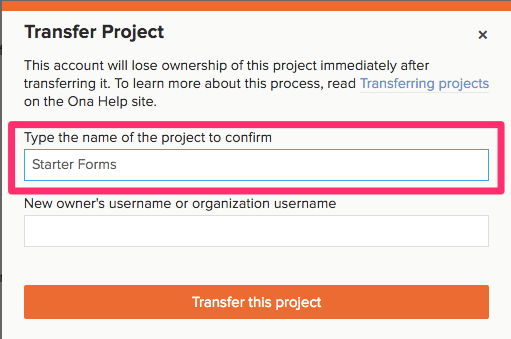 Transfer Project
×
This account will lose ownership of this project immediately after
transferring it. To learn more about this process, read Transferring projects
on the Ona Help site.
Type the name of the project to confirm
Starter Forms
New owner's username or organization username
Transfer this project